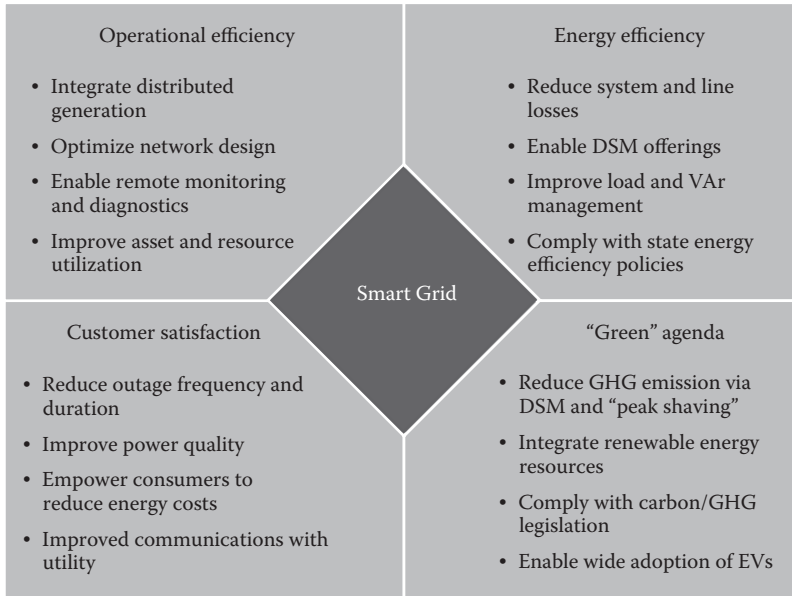 Operational efficiency
• Integrate distributed
generation
• Optimize network design
• Enable remote monitoring
and diagnostics
• Improve asset and resource
utilization
Energy efficiency
• Reduce system and line
losses
• Enable DSM offerings
• Improve load and VAr
management
• Comply with state energy
efficiency policies
Smart Grid
Customer satisfaction
• Reduce outage frequency and
duration
• Improve power quality
• Empower consumers to
reduce energy costs
• Improved communications with
utility
“Green” agenda
• Reduce GHG emission via
DSM and “peak shaving”
• Integrate renewable energy
resources
• Comply with carbon/GHG
legislation
• Enable wide adoption of EVs